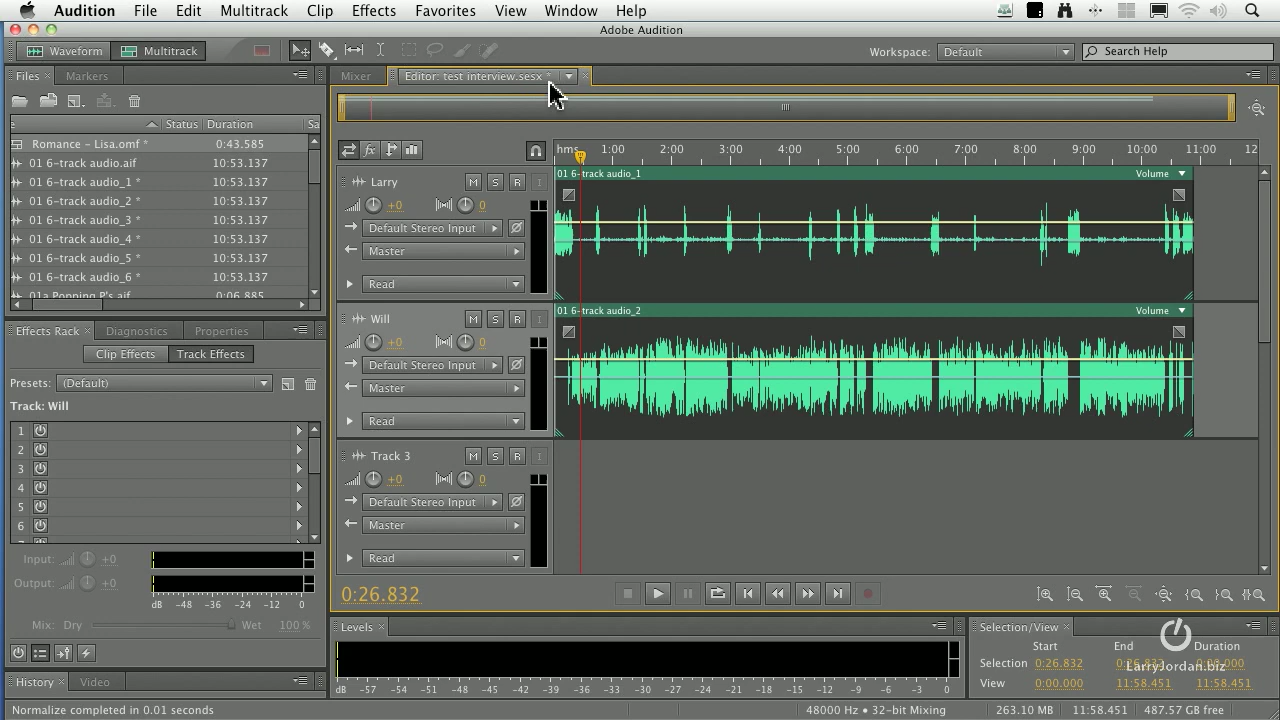 Audition File Edit Multitrack Clip Effects Favorites View Window Help
Adobe Audition
Waveform Multitrack Workspace: Default Search Help
Files × Markers Mixer Editor: test interview.sesx * ×
Status Duration Sa
Romance – Lisa.omf * 0:43.585
01 6-track audio.aif 10:53.137
01 6-track audio_1 * 10:53.137
01 6-track audio_2 * 10:53.137
01 6-track audio_3 * 10:53.137
01 6-track audio_4 * 10:53.137
01 6-track audio_5 * 10:53.137
01 6-track audio_6 * 10:53.137
01a Popping P's.aif 0:06.885
Effects Rack × Diagnostics Properties
Clip Effects Track Effects
Presets: (Default)
Track: Will
1
2
3
4
5
6
Input: +0
Output: +0
dB -48 -36 -24 -12 0
Mix: Dry Wet 100 %
History × Video
fx hms 1:00 2:00 3:00 4:00 5:00 6:00 7:00 8:00 9:00 10:00 11:00 12
Larry M S R I
+0 0
Default Stereo Input
Master
Read
01 6-track audio_1 Volume
Will M S R I
+0 0
Default Stereo Input
Master
Read
01 6-track audio_2 Volume
Track 3 M S R I
+0 0
Default Stereo Input
Master
Read
0:26.832
Levels ×
dB -57 -54 -51 -48 -45 -42 -39 -36 -33 -30 -27 -24 -21 -18 -15 -12 -9 -6 -3 0
Selection/View ×
Start End Duration
Selection 0:26.832
View 0:00.000 11:58.451 11:58.451
LarryJordan.biz
Normalize completed in 0.01 seconds 48000 Hz • 32-bit Mixing 263.10 MB 11:58.451 487.57 GB free